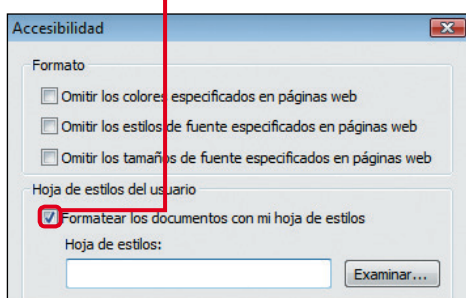 Accesibilidad
Formato
Omitir los colores especificados en páginas web
Omitir los estilos de fuente especificados en páginas web
Omitir los tamaños de fuente especificados en páginas web
Hoja de estilos del usuario
Formatear los documentos con mi hoja de estilos
Hoja de estilos:
Examinar...